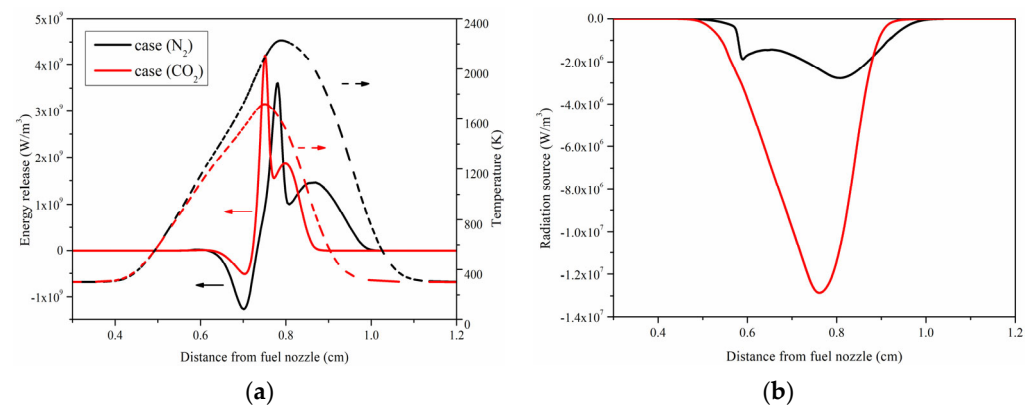 5x10⁹
4x10⁹
3x10⁹
2x10⁹
1x10⁹
0
-1x10⁹
Energy release (W/m³)
case (N₂)
case (CO₂)
2400
2000
1600
1200
800
400
0
Temperature (K)
0.4 0.6 0.8 1.0 1.2
Distance from fuel nozzle (cm)
(a)
0.0
-2.0x10⁶
-4.0x10⁶
-6.0x10⁶
-8.0x10⁶
-1.0x10⁷
-1.2x10⁷
-1.4x10⁷
Radiation source (W/m³)
0.4 0.6 0.8 1.0 1.2
Distance from fuel nozzle (cm)
(b)